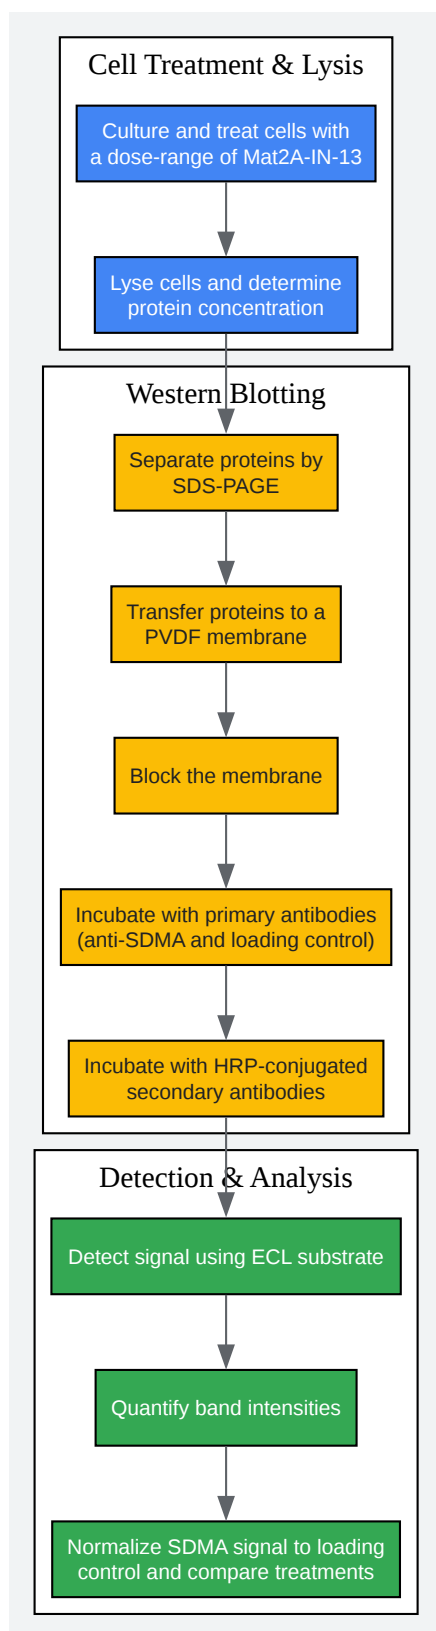 Cell Treatment & Lysis
Culture and treat cells with
a dose-range of Mat2A-IN-13
Lyse cells and determine
protein concentration
Western Blotting
Separate proteins by
SDS-PAGE
Transfer proteins to a
PVDF membrane
Block the membrane
Incubate with primary antibodies
(anti-SDMA and loading control)
Incubate with HRP-conjugated
secondary antibodies
Detection & Analysis
Detect signal using ECL substrate
Quantify band intensities
Normalize SDMA signal to loading
control and compare treatments